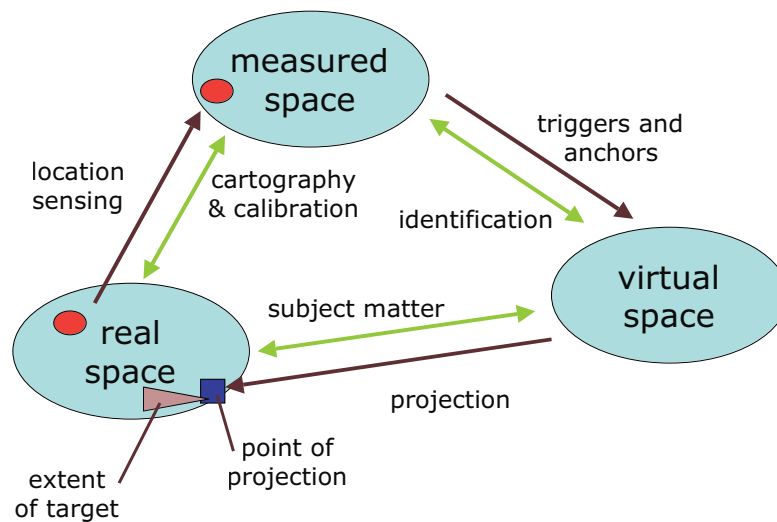 measured
space
triggers and
anchors
location
sensing
cartography
& calibration
identification
virtual
space
subject matter
real
space
projection
point of
projection
extent
of target